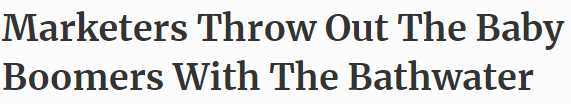 Marketers Throw Out The Baby
Boomers With The Bathwater